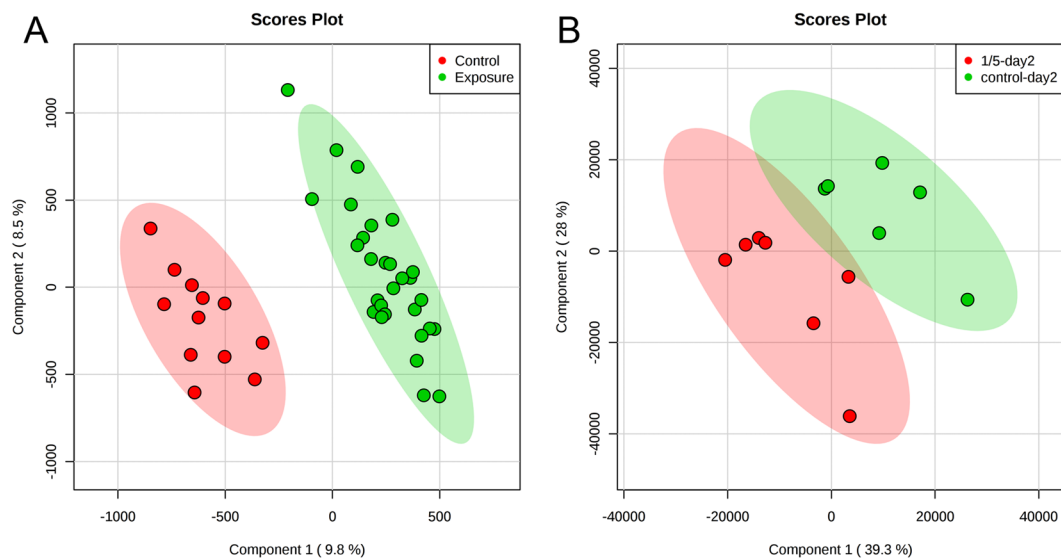 A
Scores Plot
Control
Exposure
Component 2 ( 8.5 %)
1000
500
0
-500
-1000
-1000
-500
0
500
Component 1 ( 9.8 %)
B
Scores Plot
1/5-day2
control-day2
Component 2 ( 28 %)
40000
20000
0
-20000
-40000
-40000
-20000
0
20000
40000
Component 1 ( 39.3 %)